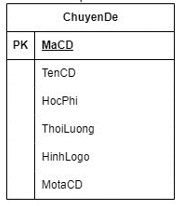 ChuyenDe
PK MaCD
TenCD
HocPhi
ThoiLuong
HinhLogo
MotaCD